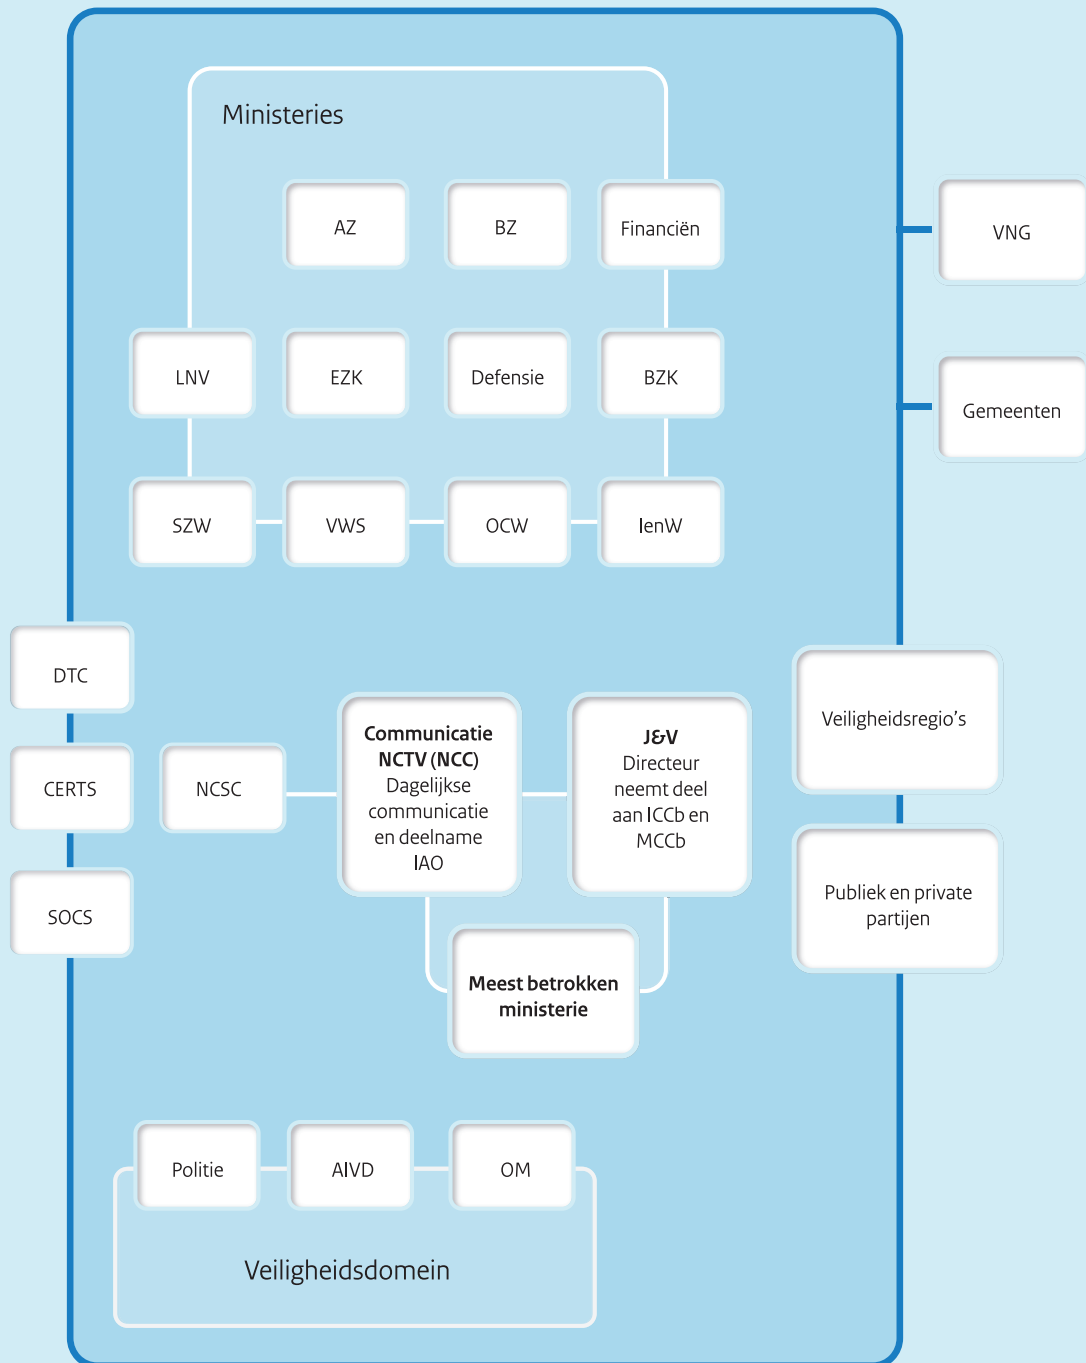 Ministeries
AZ
BZ
Financiën
VNG
LNV
EZK
Defensie
BZK
Gemeenten
SZW
VWS
OCW
IenW
DTC
CERTS
SOCS
NCSC
Communicatie
NCTV (NCC)
Dagelijkse
communicatie
en deelname
IAO
J&V
Directeur
neemt deel
aan ICCb en
MCCb
Veiligheidsregio’s
Publiek en private
partijen
Meest betrokken
ministerie
Politie
AIVD
OM
Veiligheidsdomein